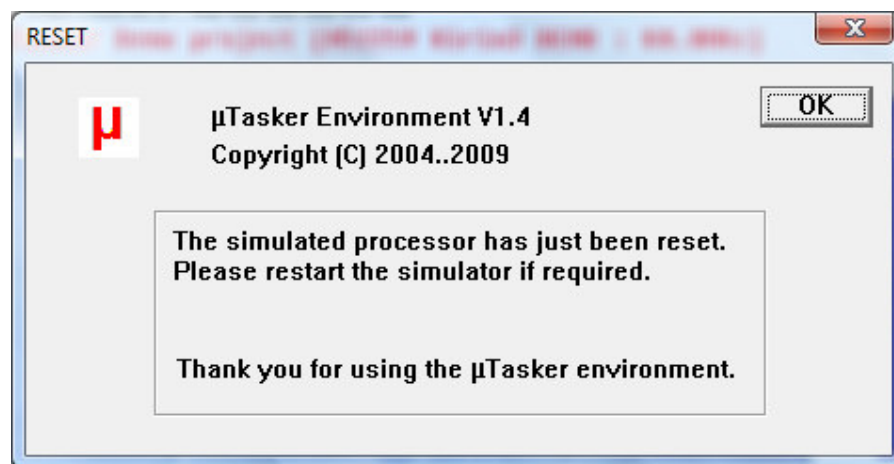 RESET
µ
µTasker Environment V1.4
Copyright (C) 2004..2009
OK
The simulated processor has just been reset.
Please restart the simulator if required.
Thank you for using the µTasker environment.